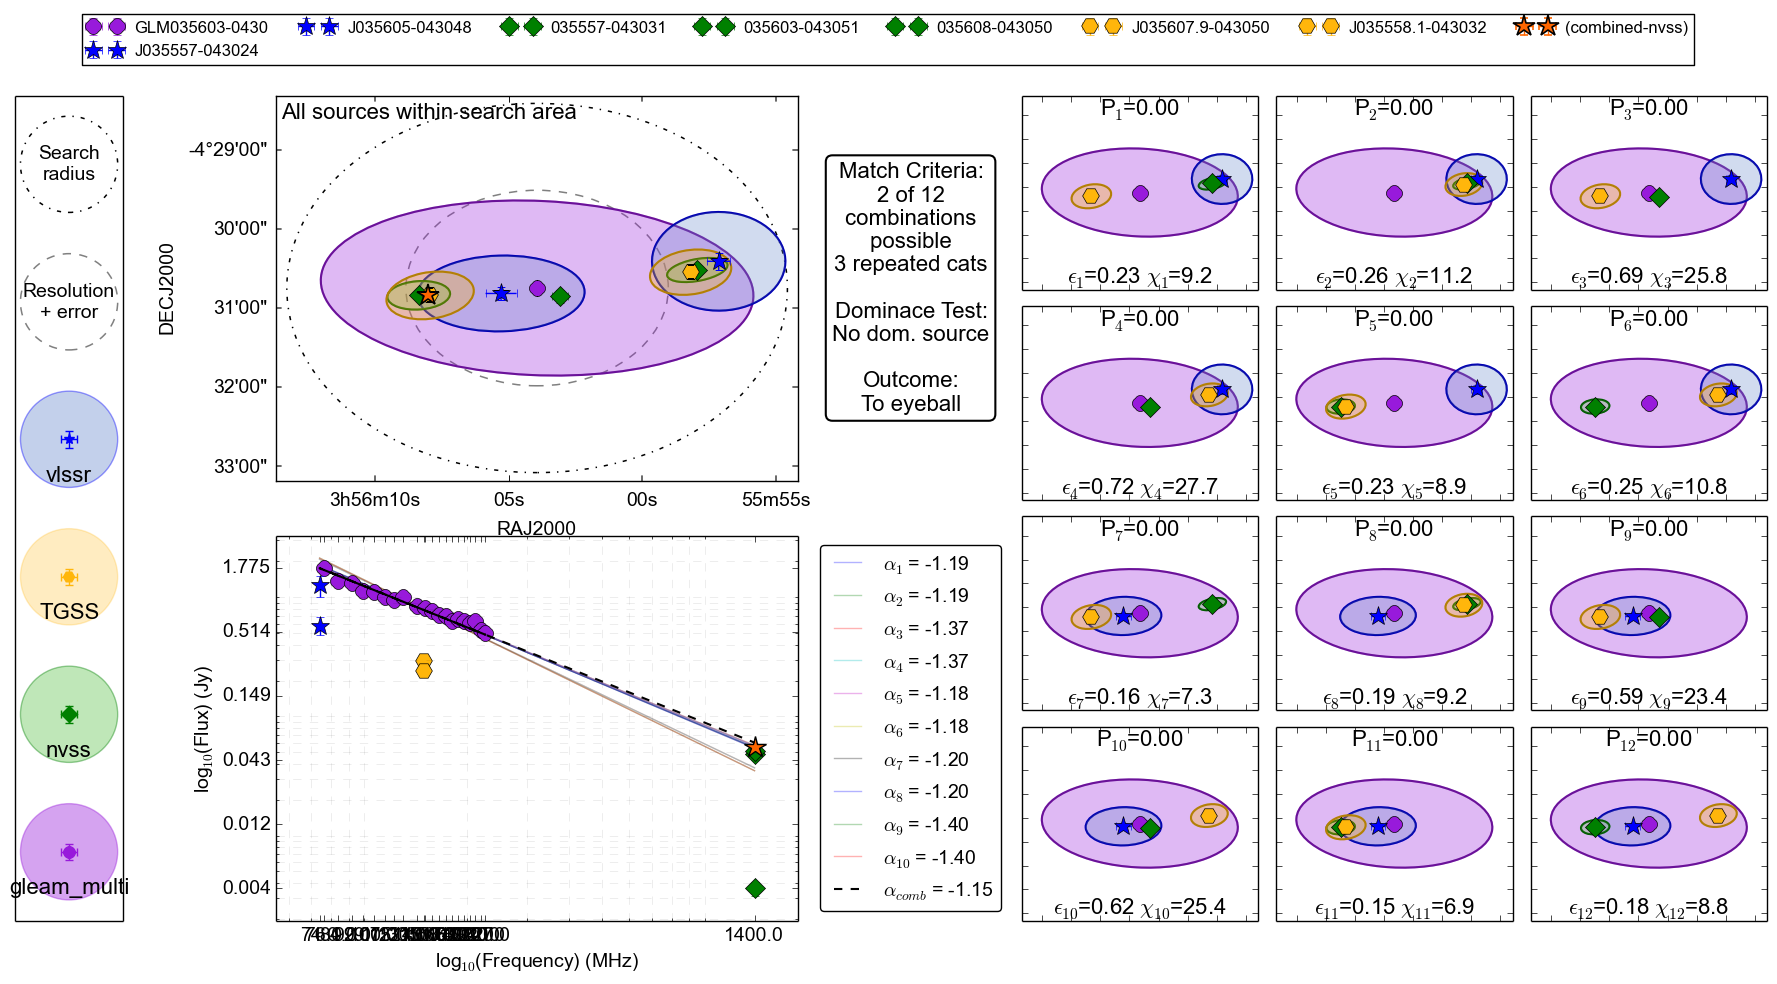 GLM035603-0430 J035605-043048 035557-043031 035603-043051 035608-043050 J035607.9-043050 J035558.1-043032 (combined-nvss)
J035557-043024
Search
radius
Resolution
+ error
vlssr
TGSS
nvss
gleam_multi
All sources within search area
-4°29'00"
30'00"
31'00"
32'00"
33'00"
DECJ2000
3h56m10s 05s 00s 55m55s
RAJ2000
Match Criteria:
2 of 12
combinations
possible
3 repeated cats
Dominace Test:
No dom. source
Outcome:
To eyeball
1.775
0.514
0.149
0.043
0.012
0.004
log10(Flux) (Jy)
1400.0
log10(Frequency) (MHz)
α1 = -1.19
α2 = -1.19
α3 = -1.37
α4 = -1.37
α5 = -1.18
α6 = -1.18
α7 = -1.20
α8 = -1.20
α9 = -1.40
α10 = -1.40
αcomb = -1.15
P1=0.00 P2=0.00 P3=0.00
ϵ1=0.23 χ1=9.2 ϵ2=0.26 χ2=11.2 ϵ3=0.69 χ3=25.8
P4=0.00 P5=0.00 P6=0.00
ϵ4=0.72 χ4=27.7 ϵ5=0.23 χ5=8.9 ϵ6=0.25 χ6=10.8
P7=0.00 P8=0.00 P9=0.00
ϵ7=0.16 χ7=7.3 ϵ8=0.19 χ8=9.2 ϵ9=0.59 χ9=23.4
P10=0.00 P11=0.00 P12=0.00
ϵ10=0.62 χ10=25.4 ϵ11=0.15 χ11=6.9 ϵ12=0.18 χ12=8.8